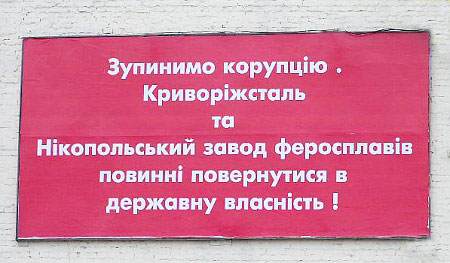 Зупинимо корупцію .
Криворіжсталь
та
Нікопольський завод феросплавів
повинні повернутися в
державну власність !